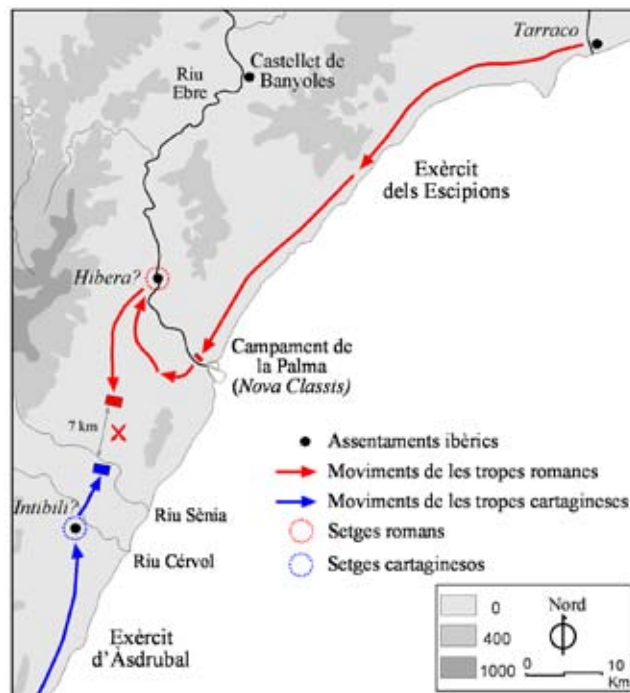 Tarraco
Riu
Ebre
Castellet de
Banyoles
Exèrcit
dels Escipions
Hibera?
Campament de
la Palma
(Nova Classis)
7 km
Assentaments ibèrics
Moviments de les tropes romanes
Moviments de les tropes cartagineses
Setges romans
Setges cartaginesos
Intibili?
Riu Sénia
Riu Cérvol
Exèrcit
d'Àsdrubal
0
400
1000
Nord
0 10
Km